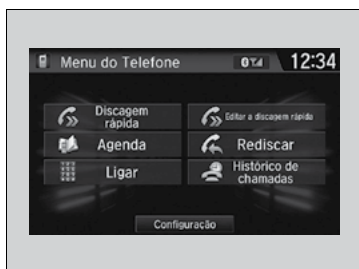 Menu do Telefone
12:34
Discagem
rápida
Editar a discagem rápida
Agenda
Rediscar
Ligar
Histórico de
chamadas
Configuração